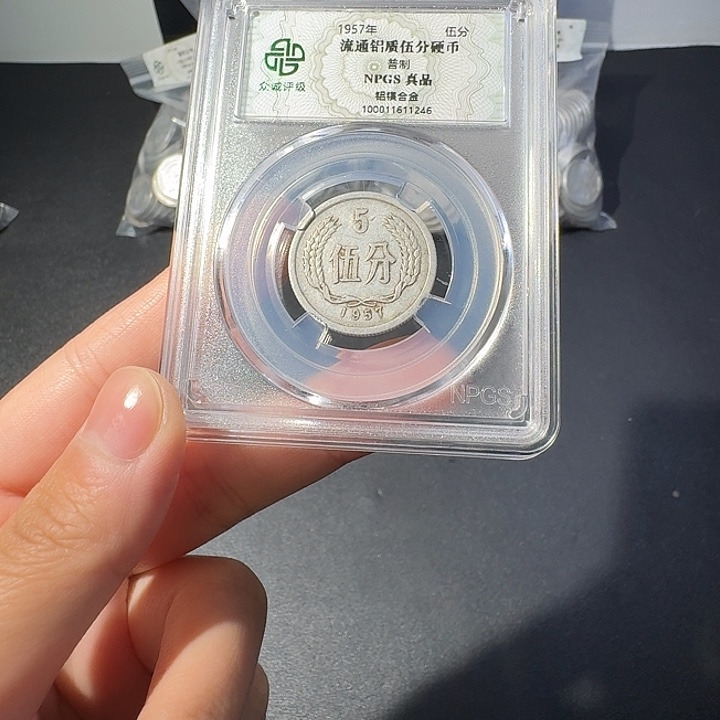 1957年 伍分
流通铝质伍分硬币
普制
NPGS 真品
铝镁合金
100011611246
众诚评级
5
伍分
1957
NPGS